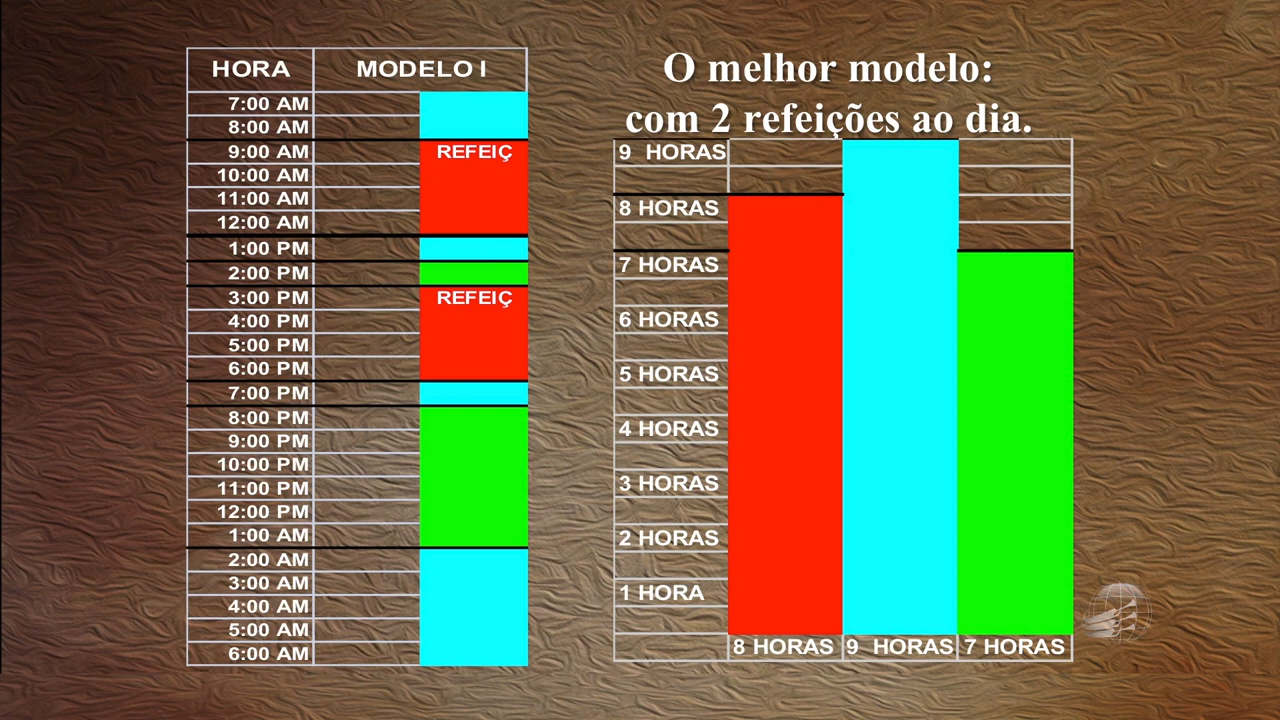 HORA MODELO I
7:00 AM
8:00 AM
9:00 AM REFEIÇ
10:00 AM
11:00 AM
12:00 AM
1:00 PM
2:00 PM
3:00 PM REFEIÇ
4:00 PM
5:00 PM
6:00 PM
7:00 PM
8:00 PM
9:00 PM
10:00 PM
11:00 PM
12:00 PM
1:00 AM
2:00 AM
3:00 AM
4:00 AM
5:00 AM
6:00 AM
O melhor modelo:
com 2 refeições ao dia.
9 HORAS
8 HORAS
7 HORAS
6 HORAS
5 HORAS
4 HORAS
3 HORAS
2 HORAS
1 HORA
8 HORAS 9 HORAS 7 HORAS